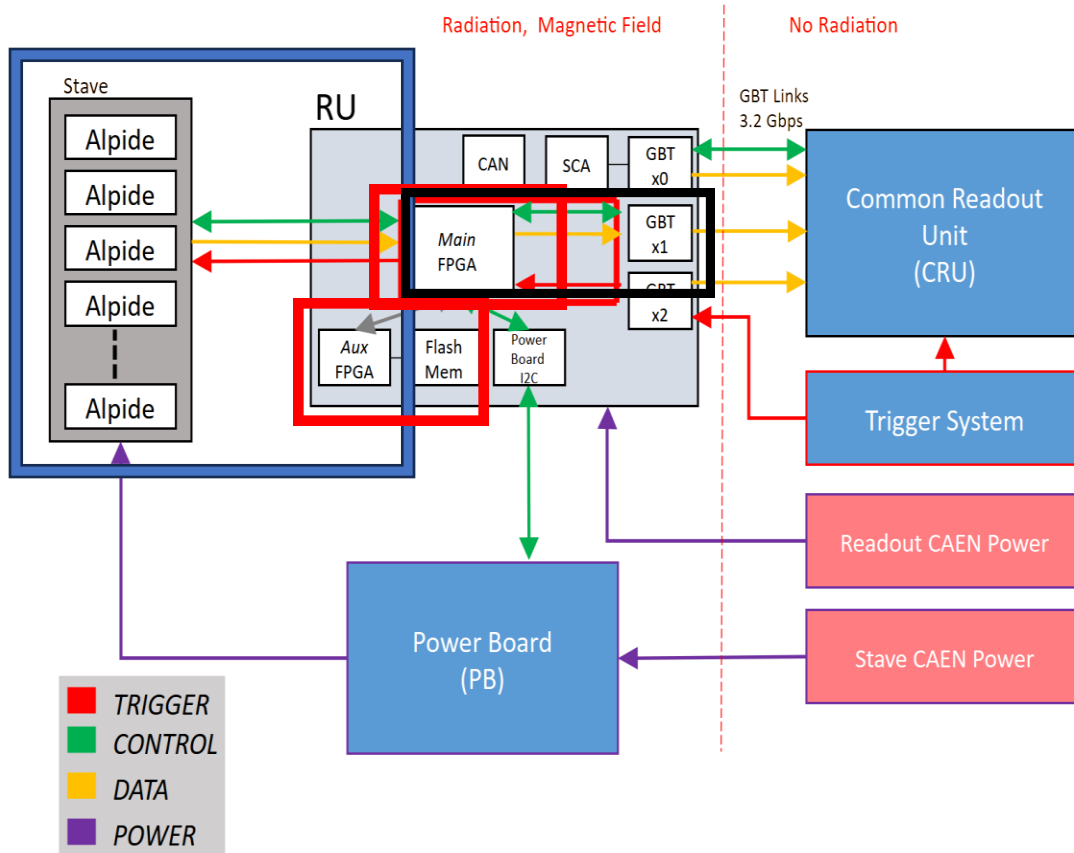 Radiation, Magnetic Field
No Radiation
Stave
Alpide
Alpide
Alpide
Alpide
Alpide
RU
CAN
SCA
GBT
x0
Main
FPGA
GBT
x1
GBT
x2
Aux
FPGA
Flash
Mem
Power
Board
I2C
GBT Links
3.2 Gbps
Common Readout
Unit
(CRU)
Trigger System
Readout CAEN Power
Stave CAEN Power
Power Board
(PB)
TRIGGER
CONTROL
DATA
POWER